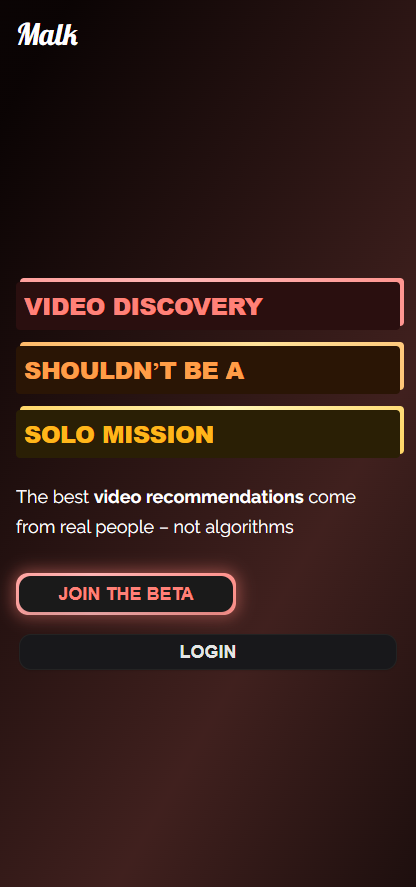 Malk
VIDEO DISCOVERY
SHOULDN’T BE A
SOLO MISSION
The best video recommendations come
from real people – not algorithms
JOIN THE BETA
LOGIN